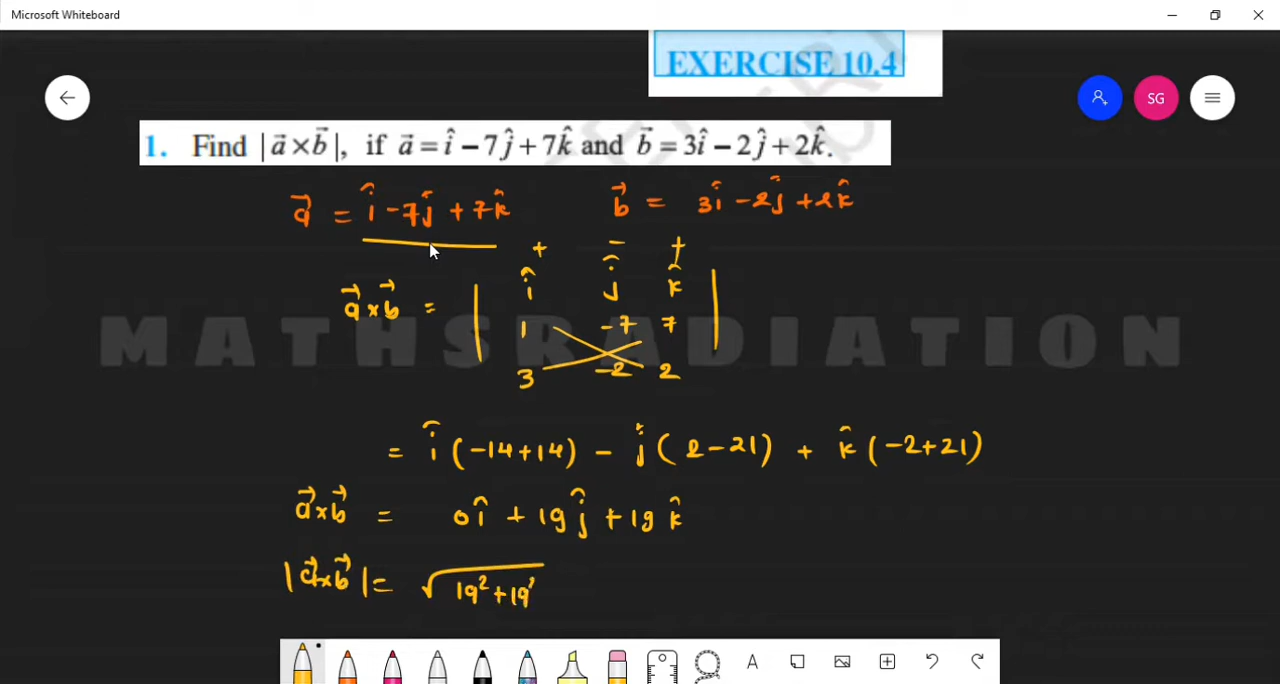 Microsoft Whiteboard
EXERCISE 10.4
SG
1. Find |a⃗×b⃗|, if a⃗ = î − 7ĵ + 7k̂ and b⃗ = 3î − 2ĵ + 2k̂.
a⃗ = î − 7ĵ + 7k̂ b⃗ = 3î − 2ĵ + 2k̂
+ − +
a⃗×b⃗ = | î ĵ k̂ |
1 −7 7
MATHSRADIATION
3 −2 2
= î (−14+14) − ĵ (2−21) + k̂ (−2+21)
a⃗×b⃗ = 0î + 19ĵ + 19k̂
|a⃗×b⃗| = √19²+19²
A